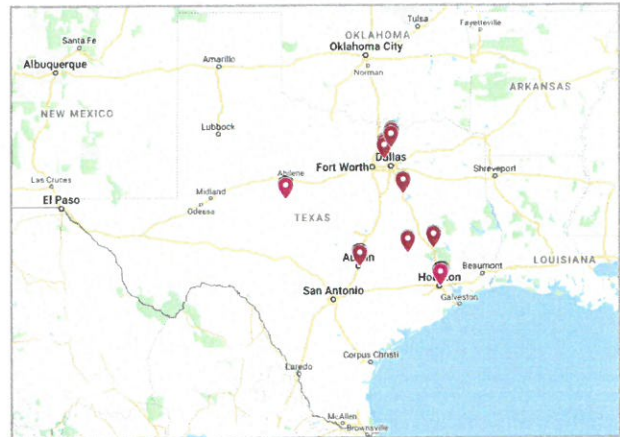 Tulsa
Fayetteville
OKLAHOMA
Santa Fe
Oklahoma City
Albuquerque
Amarillo
Norman
ARKANSAS
NEW MEXICO
Lubbock
Fort Worth
Dallas
Shreveport
Abilene
Las Cruces
Midland
El Paso
Odessa
TEXAS
Austin
Beaumont
LOUISIANA
Houston
San Antonio
Galveston
Corpus Christi
Laredo
McAllen
Brownsville